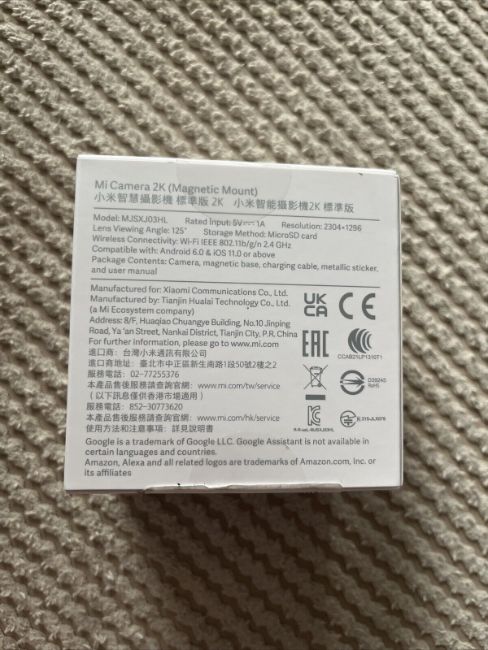 Mi Camera 2K (Magnetic Mount)
小米智慧攝影機 標準版 2K 小米智能攝影機2K 標準版
Model: MJSXJ03HL Rated Input: 5V⎓1A Resolution: 2304×1296
Lens Viewing Angle: 125° Storage Method: MicroSD card
Wireless Connectivity: Wi-Fi IEEE 802.11b/g/n 2.4 GHz
Compatible with: Android 6.0 & iOS 11.0 or above
Package Contents: Camera, magnetic base, charging cable, metallic sticker, and user manual
Manufactured for: Xiaomi Communications Co., Ltd.
Manufactured by: Tianjin Hualai Technology Co., Ltd.
(a Mi Ecosystem company)
Address: 8/F, Huaqiao Chuangye Building, No.10 Jinping
Road, Ya'an Street, Nankai District, Tianjin City, P.R. China
For further information, please go to www.mi.com
進口商：台灣小米通訊有限公司
進口商地址：臺北市中正區新生南路1段50號2樓之2
服務電話：02-77255376
本產品售後服務政策查詢官網：www.mi.com/tw/service
（以下訊息僅供香港市場適用）
服務電話：852-30773620
本產品售後服務政策查詢官網：www.mi.com/hk/service
使用方法和注意事項：詳見說明書
UK
CA
CE
EAC
CCAB21LP1310T1
D33240
RoHS
Google is a trademark of Google LLC. Google Assistant is not available in
certain languages and countries.
Amazon, Alexa and all related logos are trademarks of Amazon.com, Inc. or
its affiliates